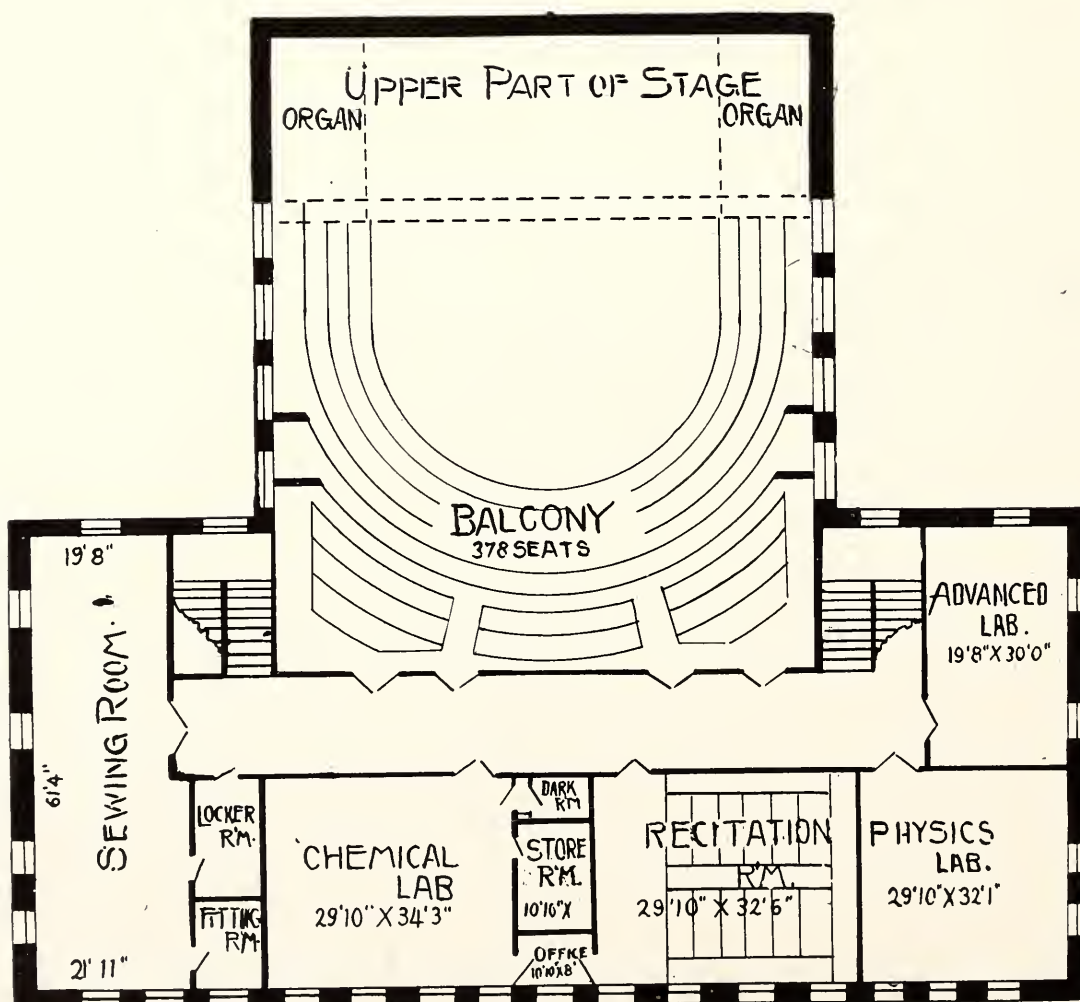 UPPER PART OF STAGE
ORGAN
ORGAN
BALCONY
378 SEATS
19'8"
SEWING ROOM.
61'4"
21'11"
ADVANCED
LAB.
19'8" X 30'0"
LOCKER
R'M.
FITTING
R'M.
CHEMICAL
LAB
29'10" X 34'3"
DARK
R'M
STORE
R'M.
10'10"X
OFFICE
10'10"X8'
RECITATION
R'M.
29'10" X 32'6"
PHYSICS
LAB.
29'10" X 32'1"